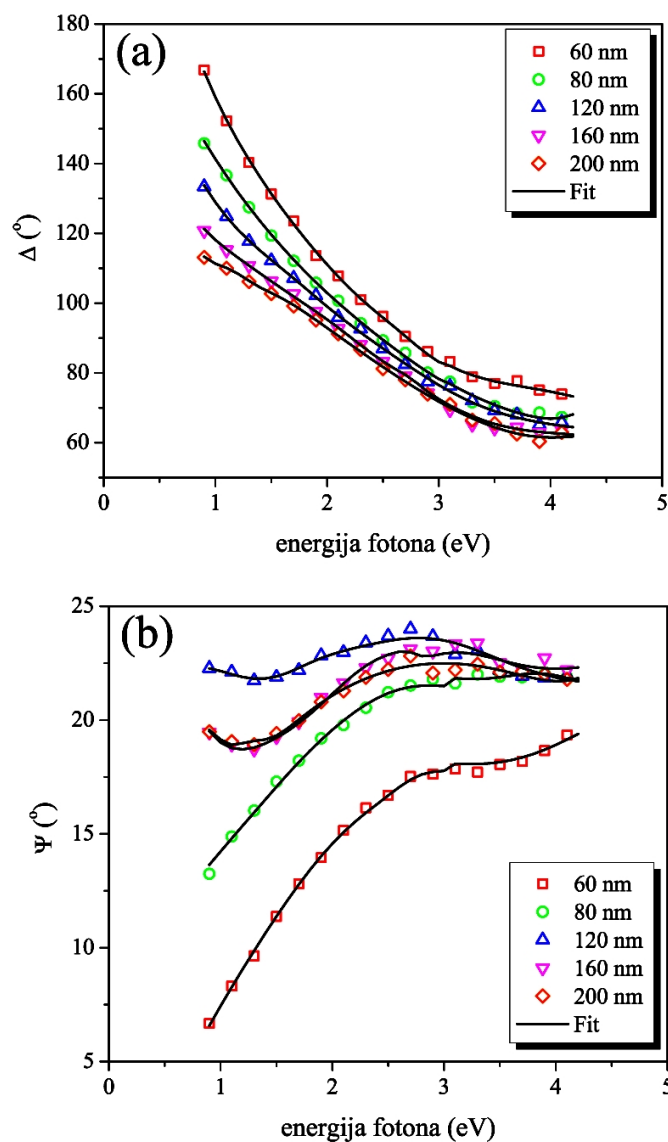 (a)
180
160
140
120
100
80
60
Δ (°)
0 1 2 3 4 5
energija fotona (eV)
60 nm
80 nm
120 nm
160 nm
200 nm
Fit
(b)
25
20
15
10
5
Ψ (°)
0 1 2 3 4 5
energija fotona (eV)
60 nm
80 nm
120 nm
160 nm
200 nm
Fit